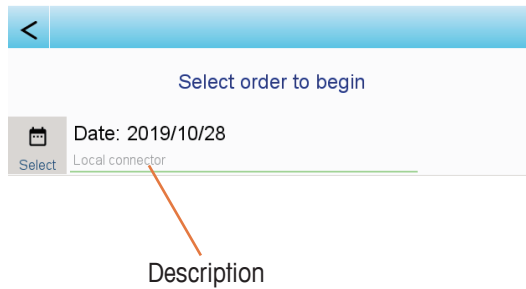 Select order to begin
Date: 2019/10/28
Select
Local connector
Description